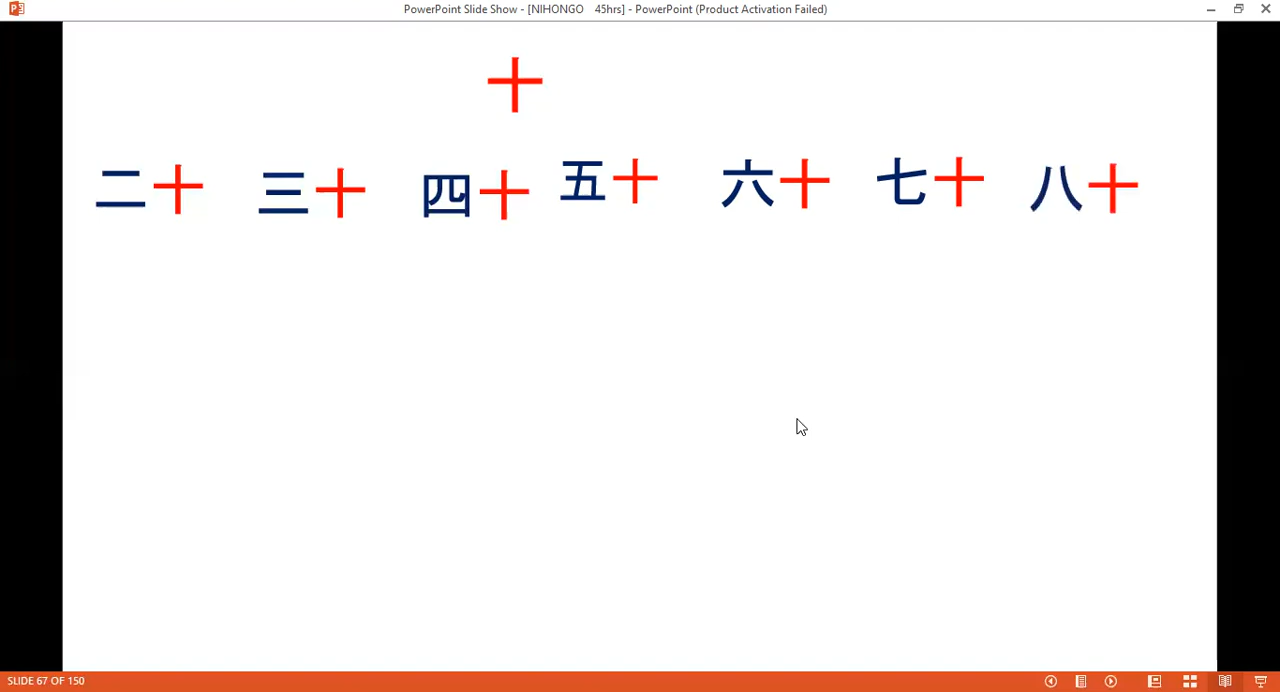 PowerPoint Slide Show - [NIHONGO 45hrs] - PowerPoint (Product Activation Failed)
十
二十 三十 四十 五十 六十 七十 八十
SLIDE 67 OF 150